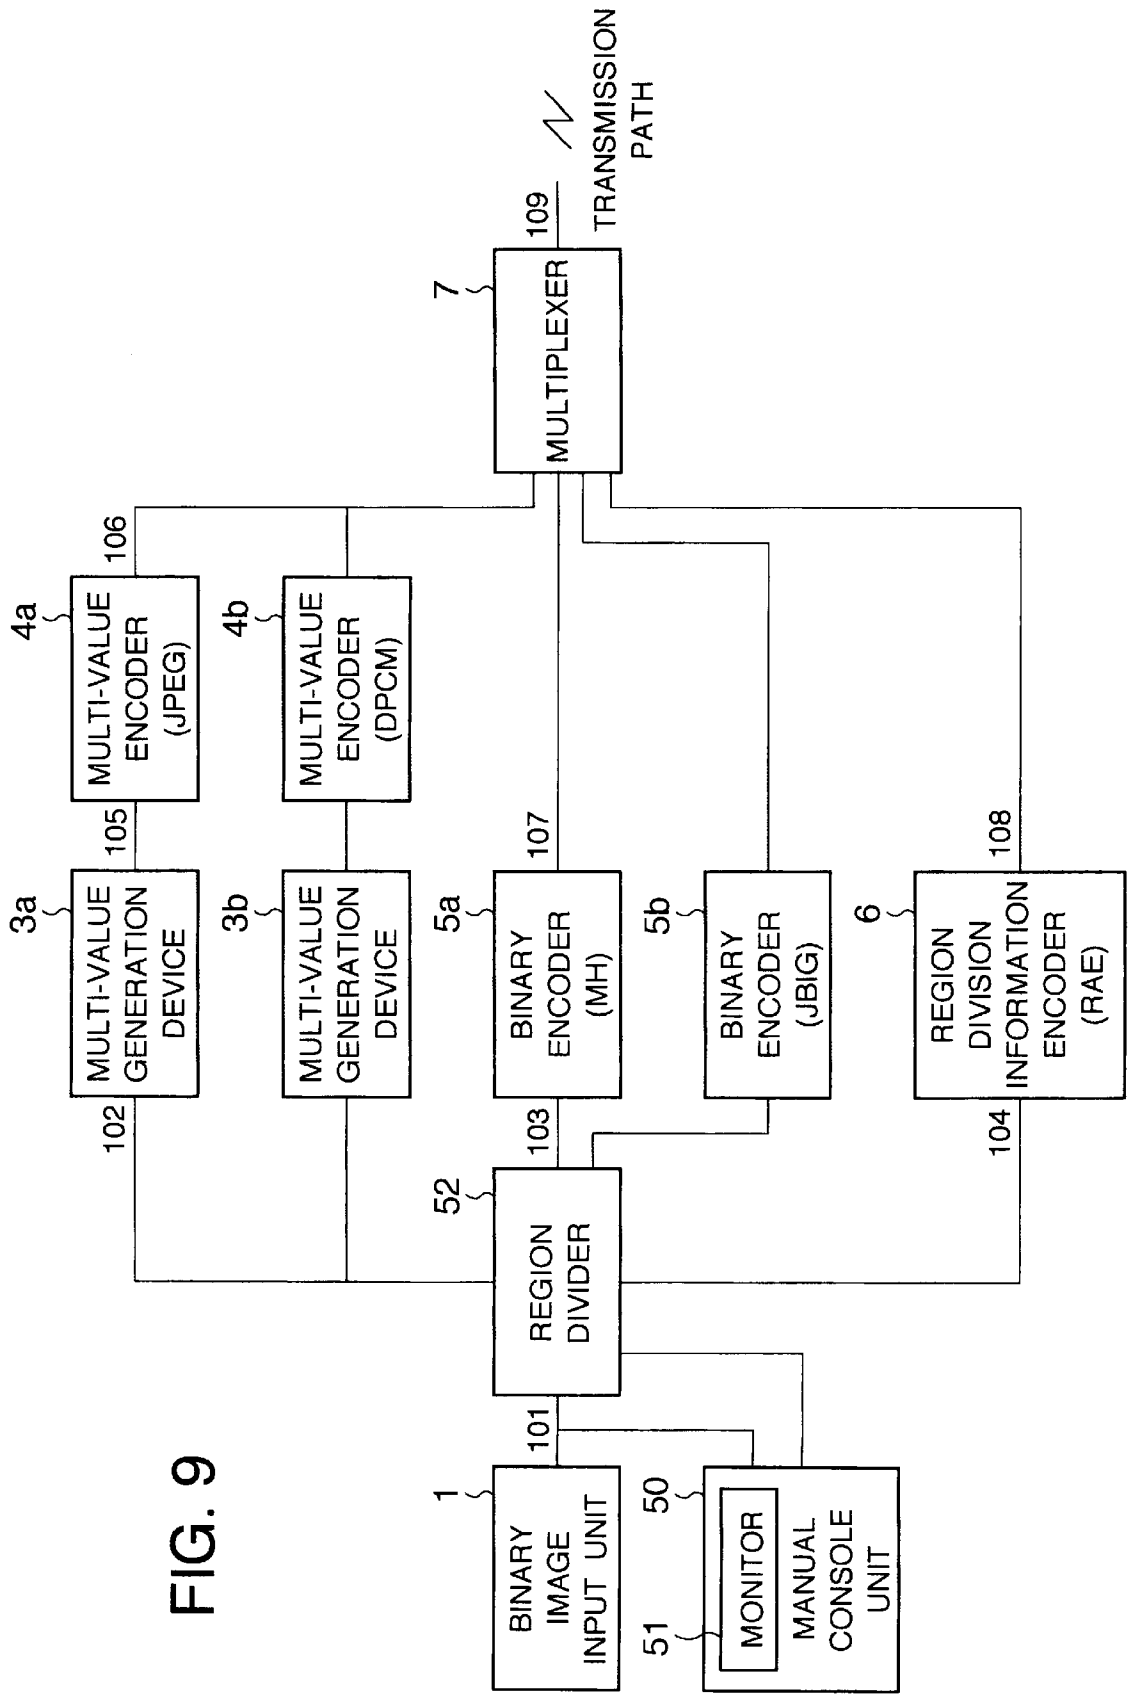 FIG. 9
1
BINARY
IMAGE
INPUT UNIT
101
50
51
MONITOR
MANUAL
CONSOLE
UNIT
52
REGION
DIVIDER
102
103
104
3a
MULTI-VALUE
GENERATION
DEVICE
105
4a
MULTI-VALUE
ENCODER
(JPEG)
106
3b
MULTI-VALUE
GENERATION
DEVICE
4b
MULTI-VALUE
ENCODER
(DPCM)
5a
BINARY
ENCODER
(MH)
107
5b
BINARY
ENCODER
(JBIG)
6
REGION
DIVISION
INFORMATION
ENCODER
(RAE)
108
7
MULTIPLEXER
109
TRANSMISSION
PATH